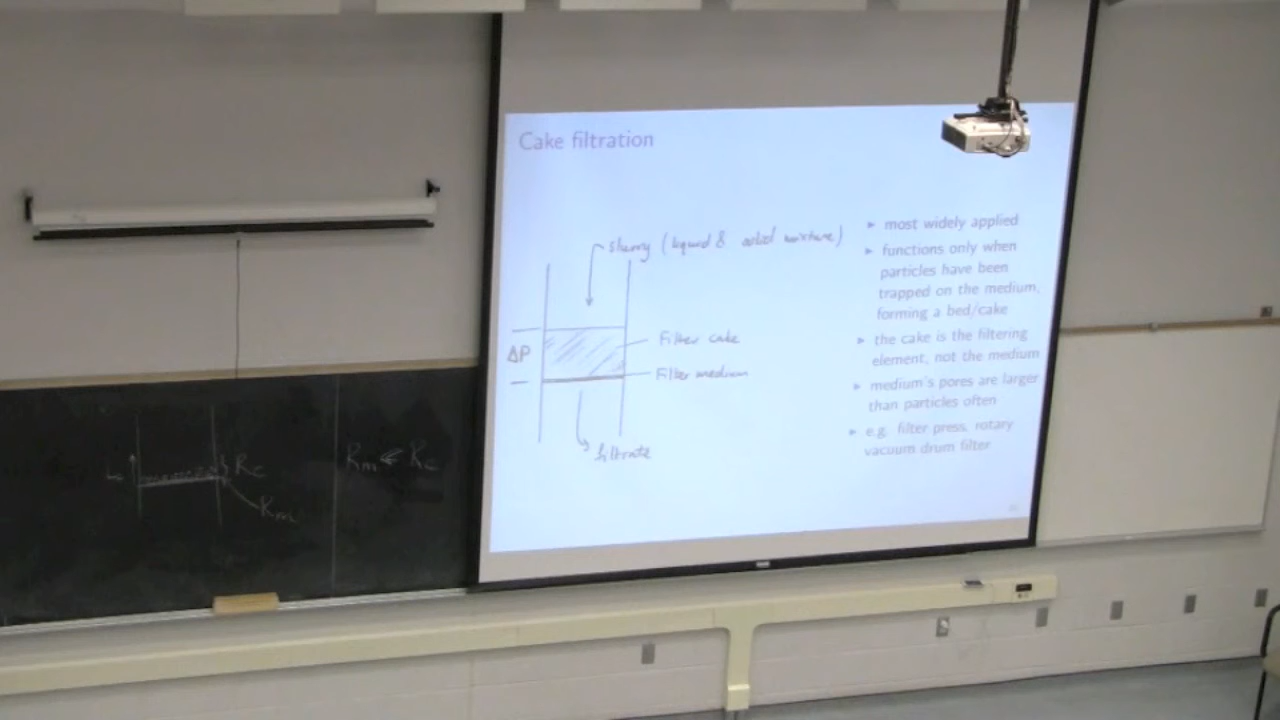 Cake filtration
slurry (liquid & solid mixture)
ΔP
Filter cake
Filter medium
filtrate
▸ most widely applied
▸ functions only when
particles have been
trapped on the medium,
forming a bed/cake
▸ the cake is the filtering
element, not the medium
▸ medium's pores are larger
than particles often
▸ e.g. filter press, rotary
vacuum drum filter
Rc
Rm
Rm ≪ Rc